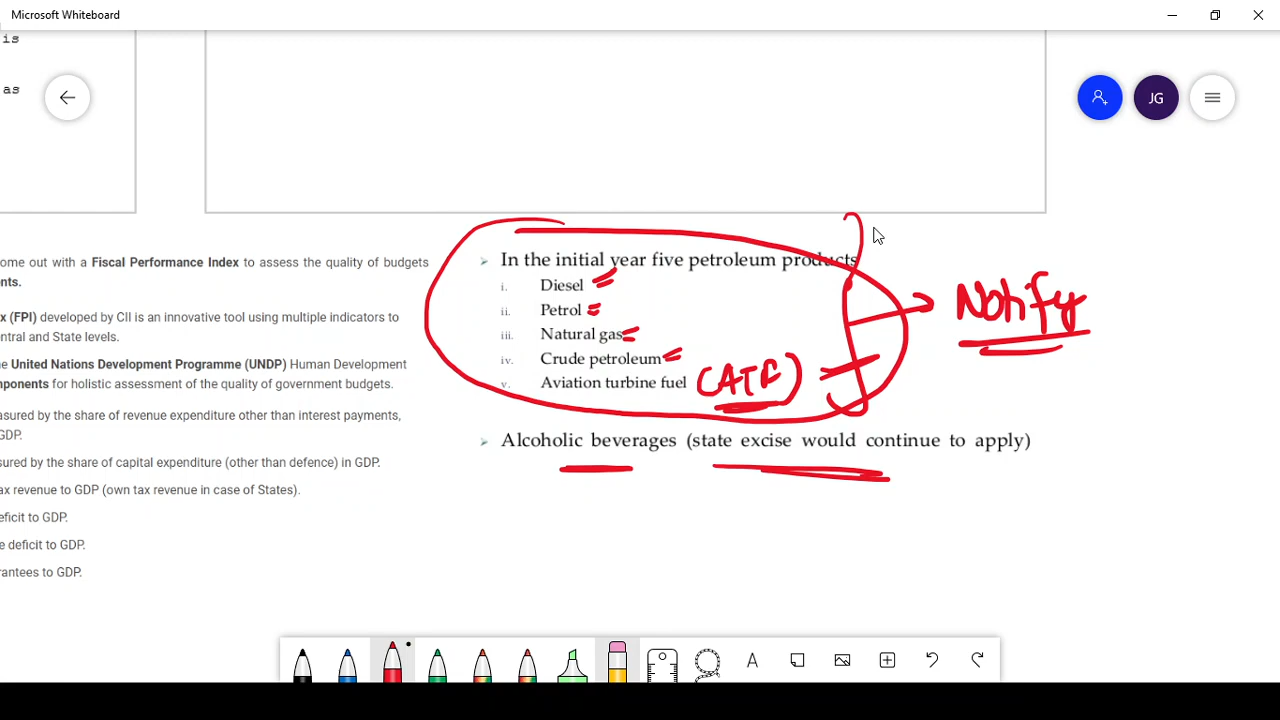 Microsoft Whiteboard
is
as
JG
ome out with a Fiscal Performance Index to assess the quality of budgets
nts.
x (FPI) developed by CII is an innovative tool using multiple indicators to
entral and State levels.
ne United Nations Development Programme (UNDP) Human Development
mponents for holistic assessment of the quality of government budgets.
asured by the share of revenue expenditure other than interest payments,
GDP.
sured by the share of capital expenditure (other than defence) in GDP.
ax revenue to GDP (own tax revenue in case of States).
eficit to GDP.
e deficit to GDP.
rantees to GDP.
➢ In the initial year five petroleum products
i. Diesel
ii. Petrol
iii. Natural gas
iv. Crude petroleum
v. Aviation turbine fuel (ATF)
Notify
➢ Alcoholic beverages (state excise would continue to apply)
A